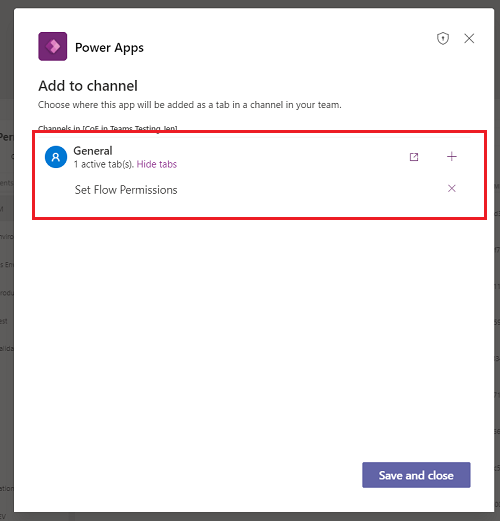 Power Apps
Add to channel
Choose where this app will be added as a tab in a channel in your team.
Channels in [CoE in Teams Testing Jen]
General
1 active tab(s). Hide tabs
Set Flow Permissions
Save and close